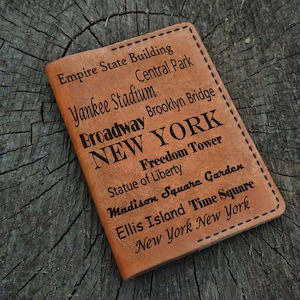 Empire State Building
Central Park
Yankee Stadium
Brooklyn Bridge
Broadway
NEW YORK
Freedom Tower
Statue of Liberty
Madison Square Garden
Ellis Island Time Square
New York New York